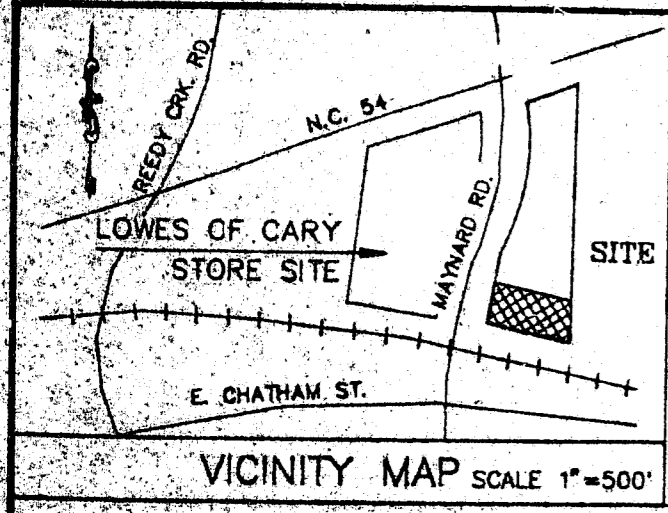 REEDY CRK. RD.
N.C. 54
MAYNARD RD.
LOWES OF CARY
STORE SITE
SITE
E. CHATHAM ST.
VICINITY MAP SCALE 1"=500'